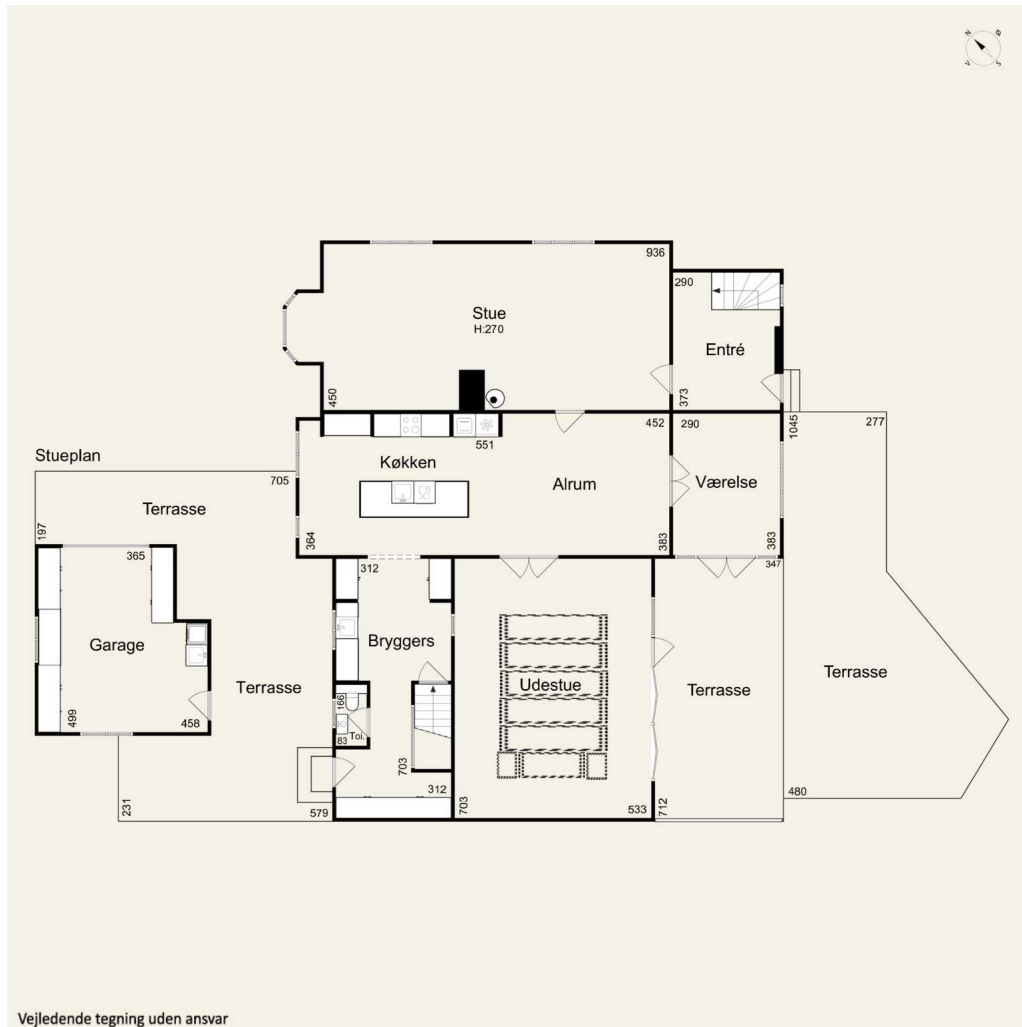 N
Ø
V
S
936
290
Stue
H:270
Entré
450
373
452
290
1045
277
551
Køkken
Stueplan
705
Alrum
Værelse
Terrasse
197
364
383
383
365
312
347
Garage
Bryggers
Udestue
Terrasse
Terrasse
Terrasse
166
499
458
83
Toi.
703
312
480
231
579
703
533
712
Vejledende tegning uden ansvar